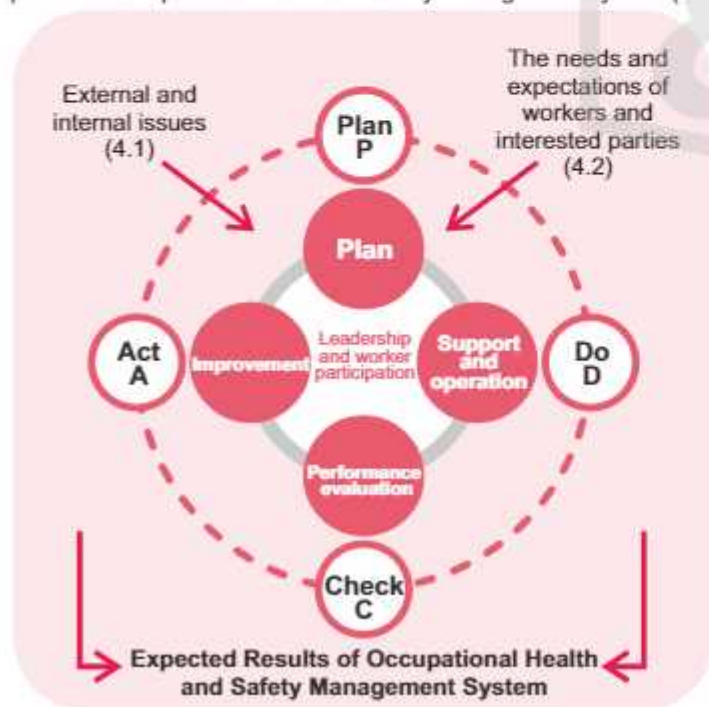 External and
internal issues
(4.1)
The needs and
expectations of
workers and
interested parties
(4.2)
Plan
P
Plan
Act
A
Improvement
Leadership
and worker
participation
Support
and
operation
Do
D
Performance
evaluation
Check
C
Expected Results of Occupational Health
and Safety Management System